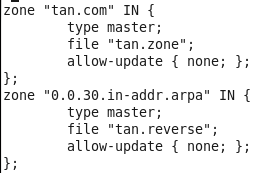 zone "tan.com" IN {
        type master;
        file "tan.zone";
        allow-update { none; };
};
zone "0.0.30.in-addr.arpa" IN {
        type master;
        file "tan.reverse";
        allow-update { none; };
};